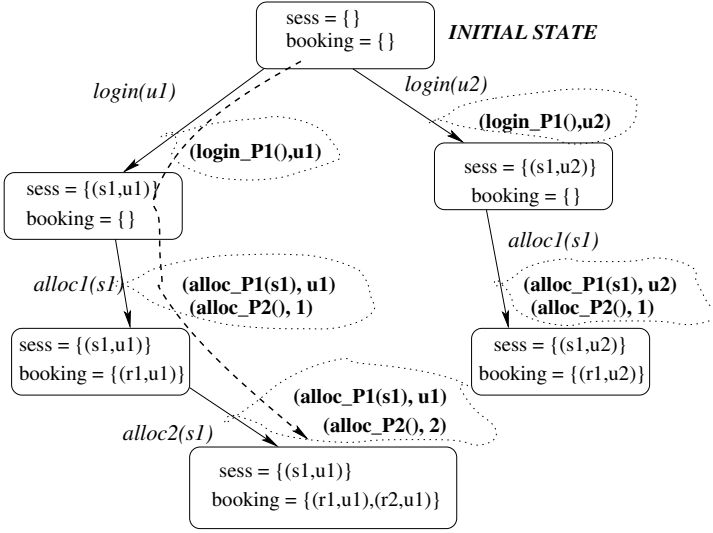 sess = {}
booking = {}
INITIAL STATE
login(u1)
login(u2)
(login_P1(),u1)
(login_P1(),u2)
sess = {(s1,u1)}
booking = {}
sess = {(s1,u2)}
booking = {}
alloc1(s1)
(alloc_P1(s1), u1)
(alloc_P2(), 1)
alloc1(s1)
(alloc_P1(s1), u2)
(alloc_P2(), 1)
sess = {(s1,u1)}
booking = {(r1,u1)}
sess = {(s1,u2)}
booking = {(r1,u2)}
alloc2(s1)
(alloc_P1(s1), u1)
(alloc_P2(), 2)
sess = {(s1,u1)}
booking = {(r1,u1),(r2,u1)}